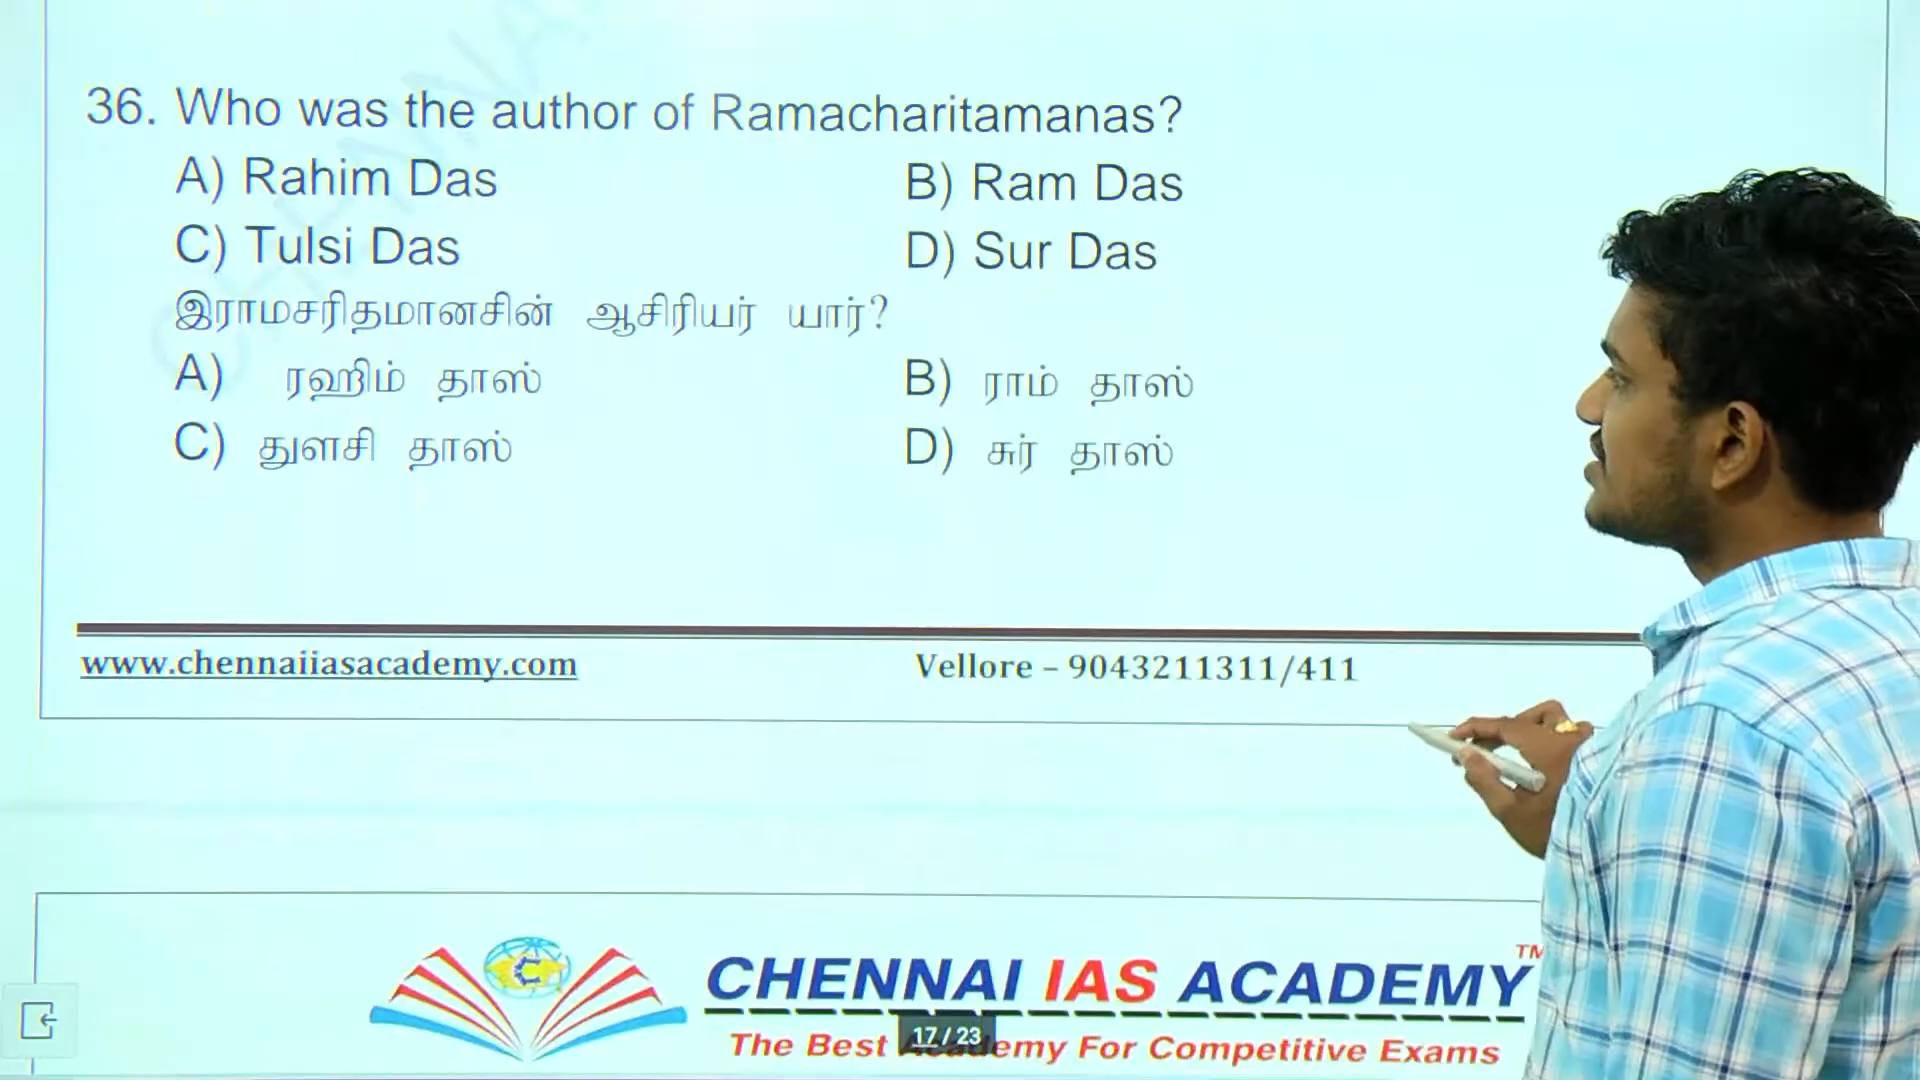 36. Who was the author of Ramacharitamanas?
A) Rahim Das B) Ram Das
C) Tulsi Das D) Sur Das
இராமசரிதமானசின் ஆசிரியர் யார்?
A) ரஹிம் தாஸ் B) ராம் தாஸ்
C) துளசி தாஸ் D) சுர் தாஸ்
www.chennaiiasacademy.com Vellore – 9043211311/411
C
CHENNAI IAS ACADEMY TM
17 / 23
The Best Academy For Competitive Exams